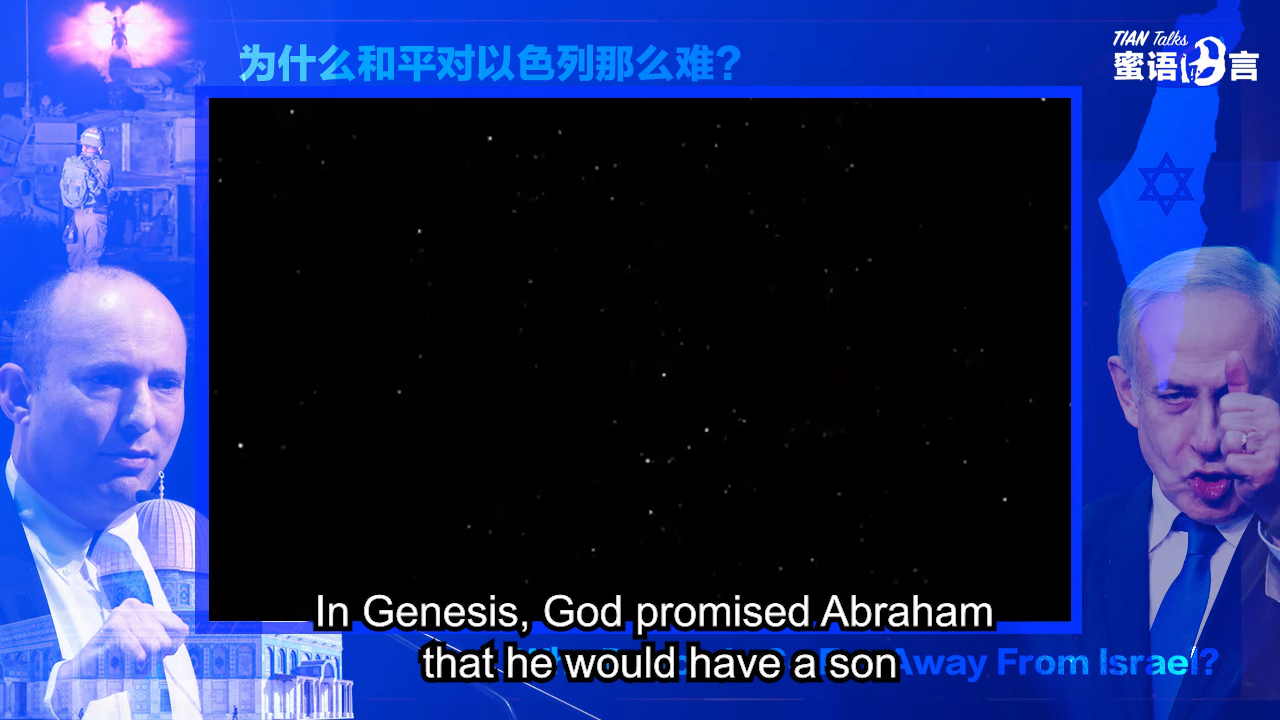 TIAN Talks
蜜语 言
为什么和平对以色列那么难?
In Genesis, God promised Abraham
that he would have a son
Away From Israel?